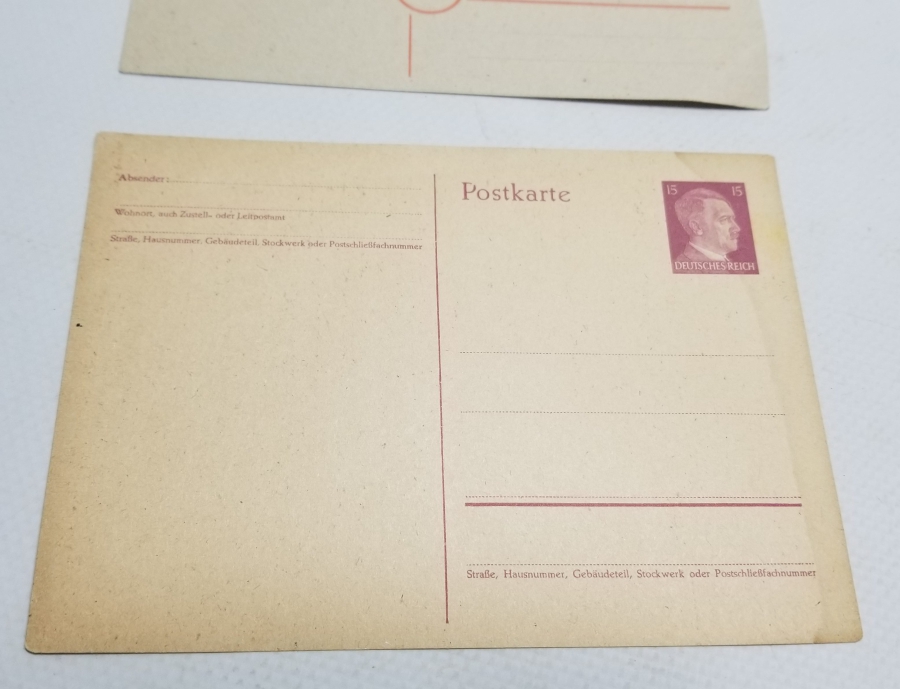 Absender:
Wohnort, auch Zustell- oder Leitpostamt
Straße, Hausnummer, Gebäudeteil, Stockwerk oder Postschließfachnummer
Postkarte
15 15
DEUTSCHES REICH
Straße, Hausnummer, Gebäudeteil, Stockwerk oder Postschließfachnummer